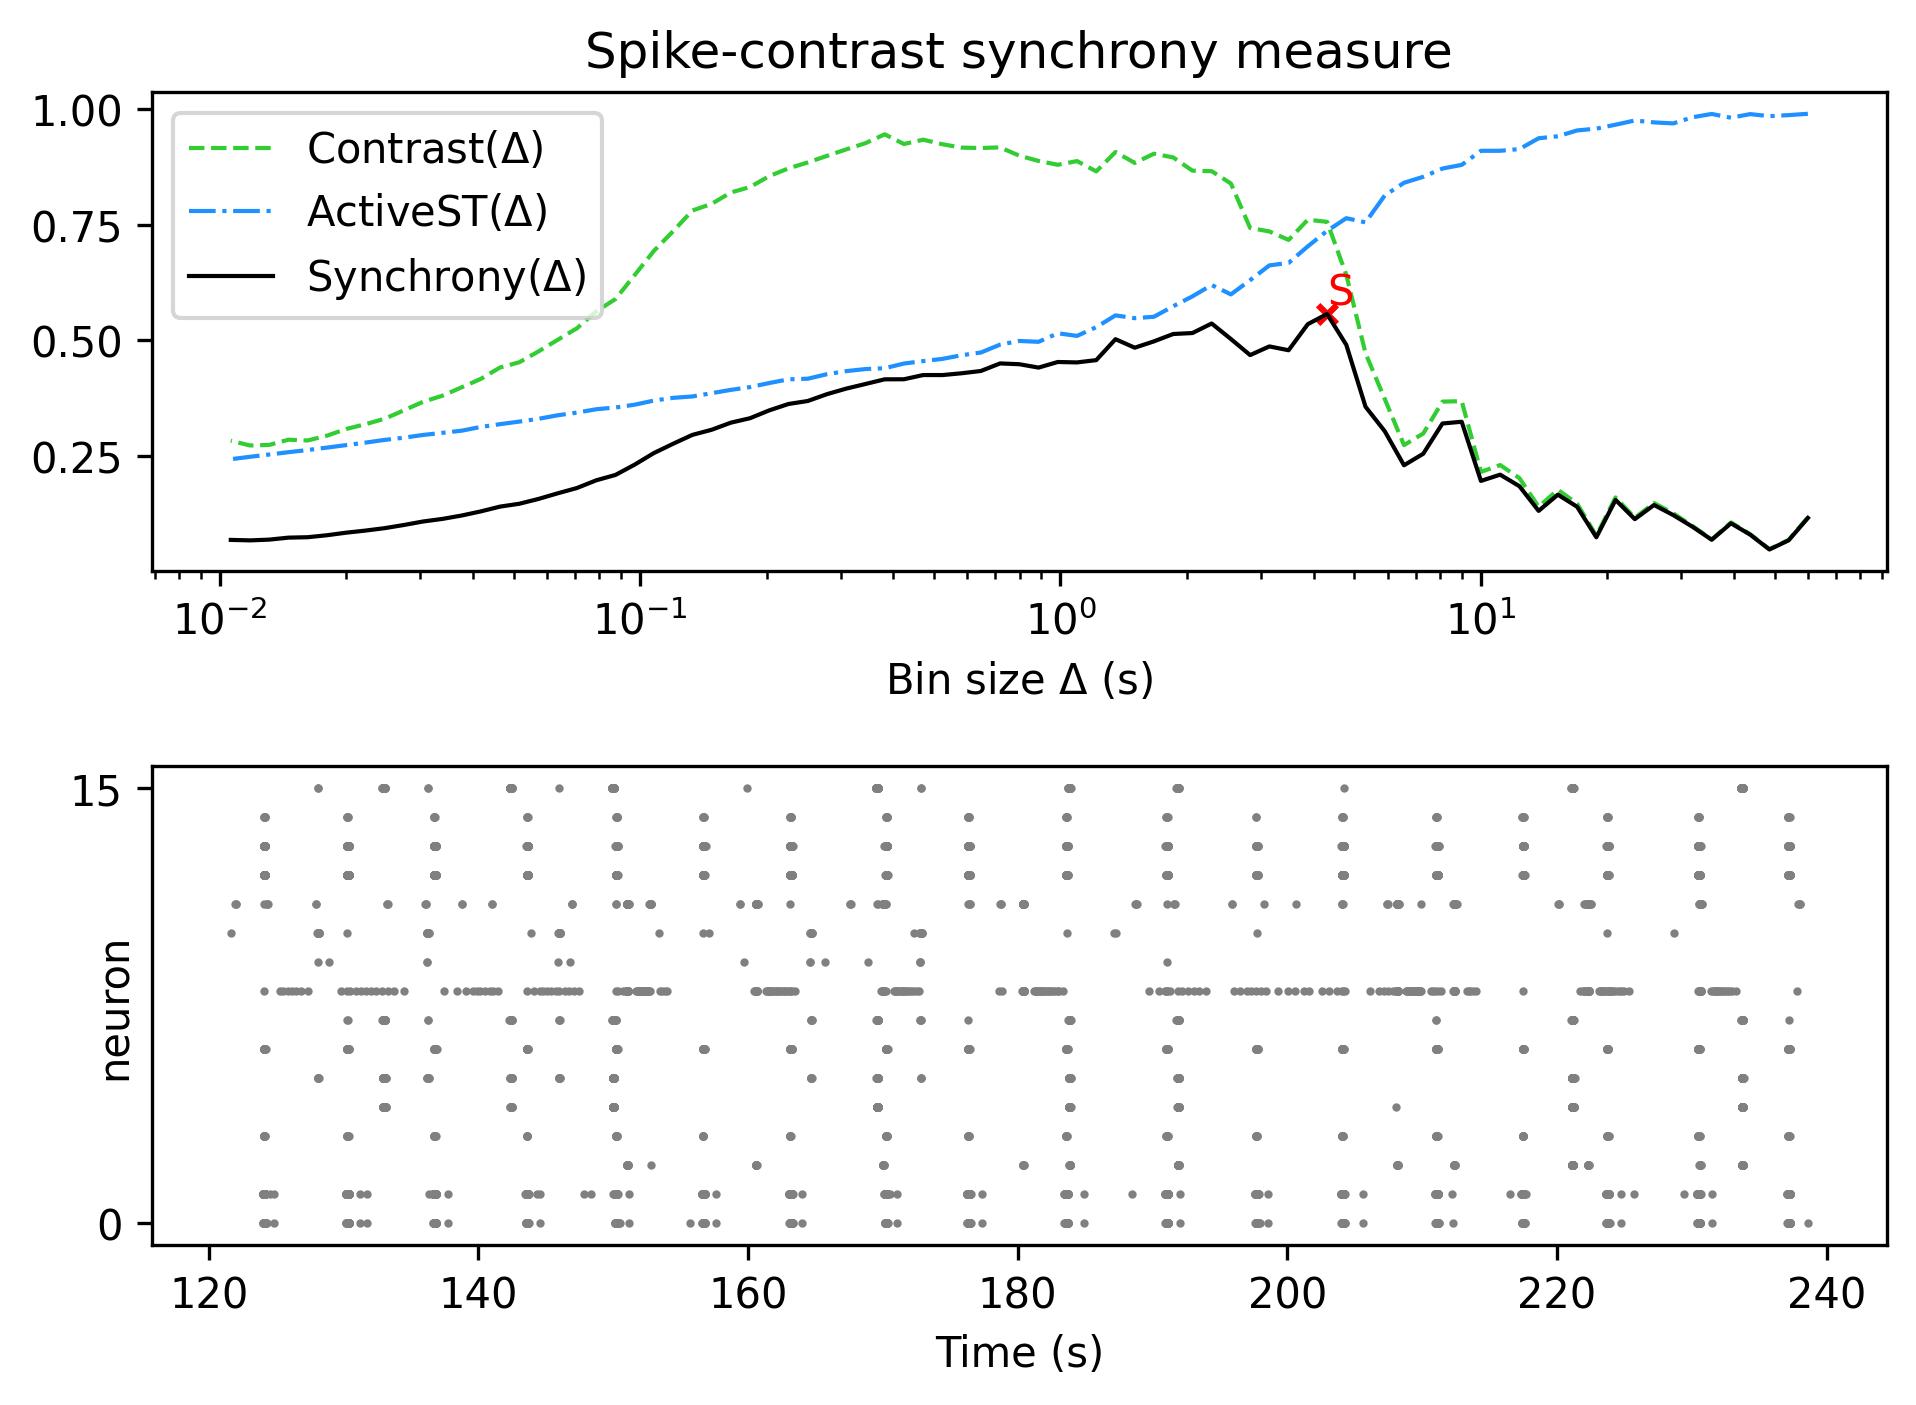 Spike-contrast synchrony measure
1.00
0.75
0.50
0.25
Contrast(Δ)
ActiveST(Δ)
Synchrony(Δ)
S
10⁻² 10⁻¹ 10⁰ 10¹
Bin size Δ (s)
15
0
neuron
120 140 160 180 200 220 240
Time (s)